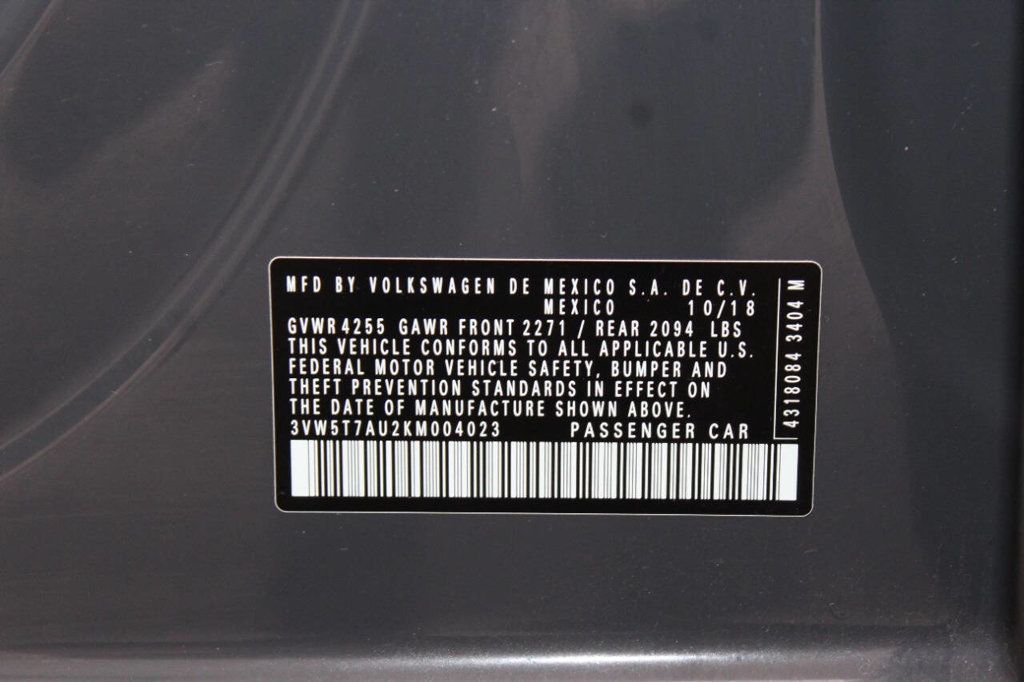 MFD BY VOLKSWAGEN DE MEXICO S.A. DE C.V.
MEXICO 10/18
GVWR 4255 GAWR FRONT 2271 / REAR 2094 LBS
THIS VEHICLE CONFORMS TO ALL APPLICABLE U.S.
FEDERAL MOTOR VEHICLE SAFETY, BUMPER AND
THEFT PREVENTION STANDARDS IN EFFECT ON
THE DATE OF MANUFACTURE SHOWN ABOVE.
3VW5T7AU2KM004023 PASSENGER CAR
4318084 3404 M